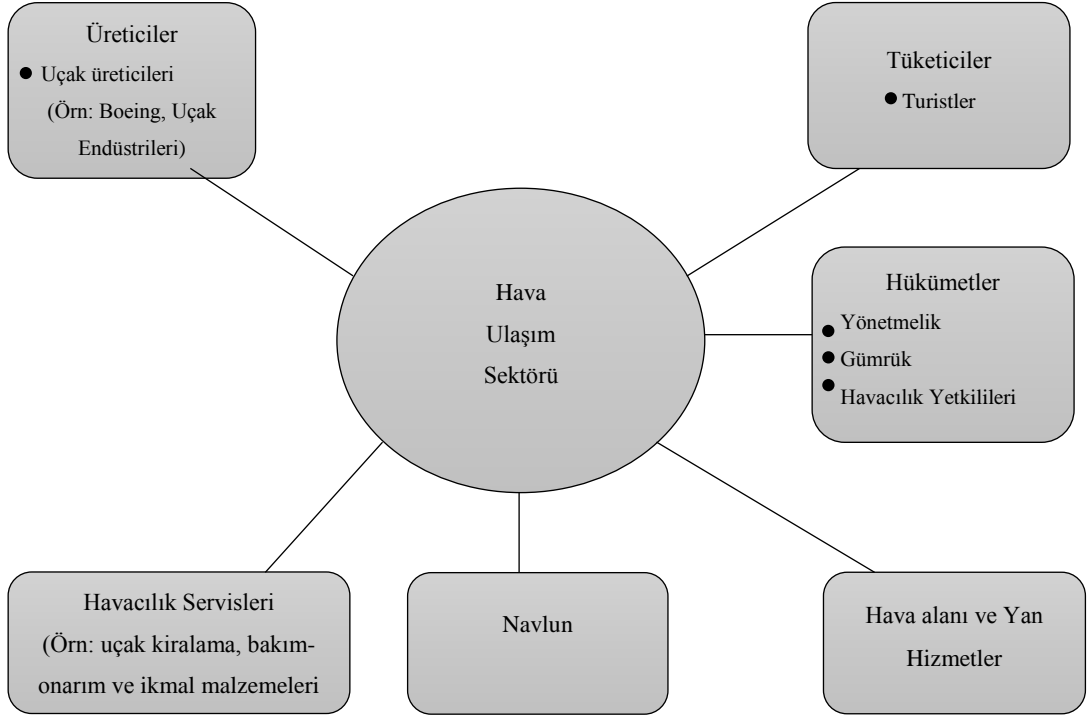 Üreticiler
● Uçak üreticileri
(Örn: Boeing, Uçak
Endüstrileri)
Tüketiciler
● Turistler
Hava
Ulaşım
Sektörü
Hükümetler
● Yönetmelik
● Gümrük
● Havacılık Yetkilileri
Havacılık Servisleri
(Örn: uçak kiralama, bakım-
onarım ve ikmal malzemeleri
Navlun
Hava alanı ve Yan
Hizmetler